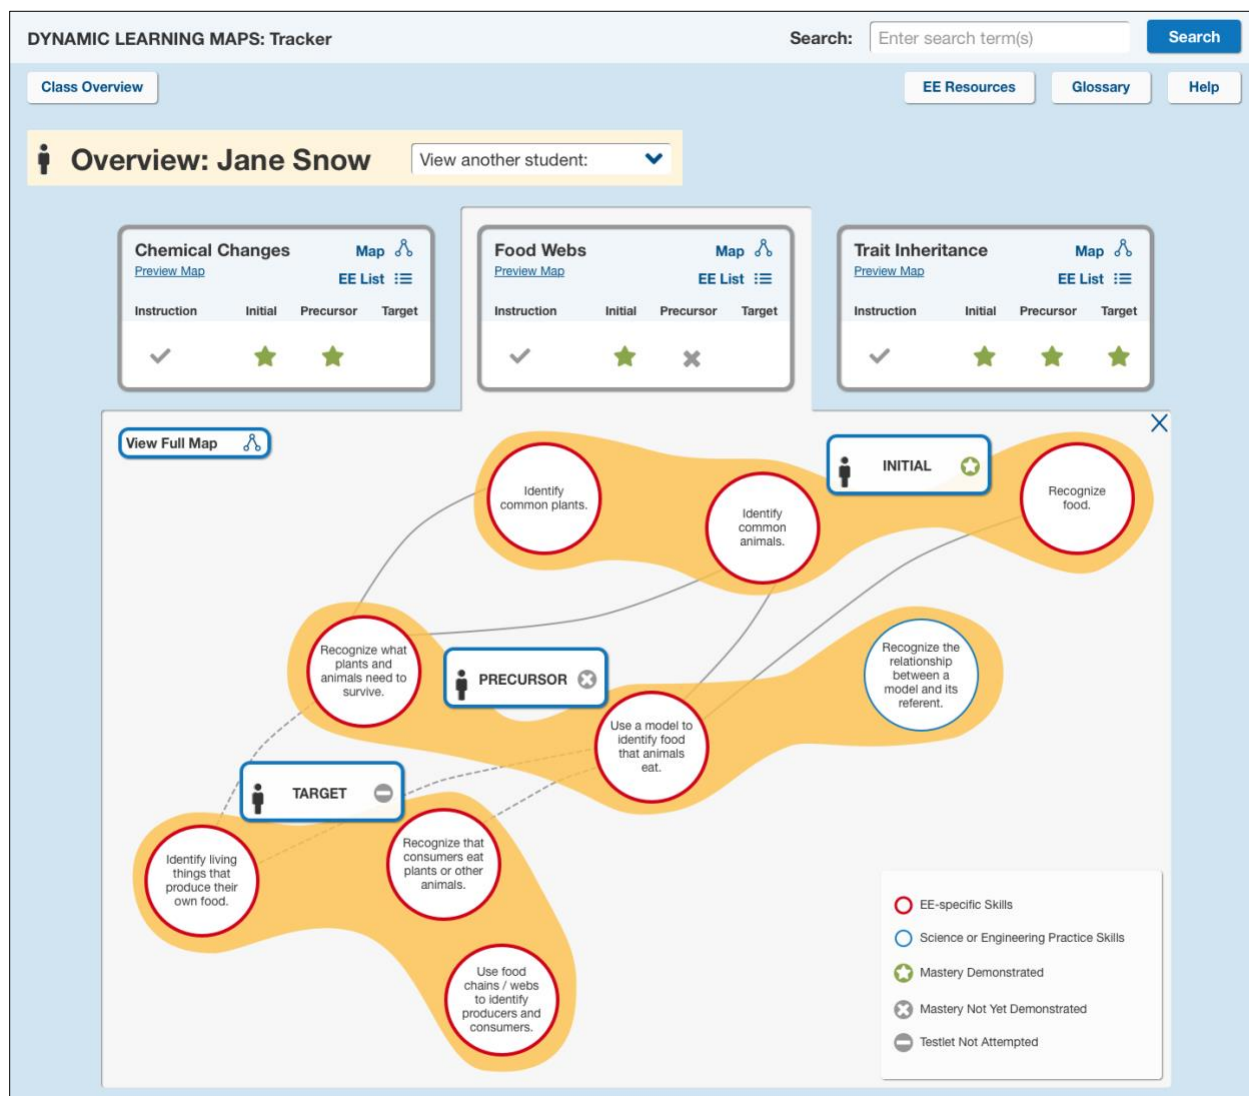 DYNAMIC LEARNING MAPS: Tracker
Search:
Enter search term(s)
Search
Class Overview
EE Resources
Glossary
Help
Overview: Jane Snow
View another student:
Chemical Changes
Map
Preview Map
EE List
Instruction Initial Precursor Target
Food Webs
Map
Preview Map
EE List
Instruction Initial Precursor Target
Trait Inheritance
Map
Preview Map
EE List
Instruction Initial Precursor Target
View Full Map
Identify
common plants.
Identify
common
animals.
INITIAL
Recognize
food.
Recognize what
plants and
animals need to
survive.
PRECURSOR
Use a model to
identify food
that animals
eat.
Recognize the
relationship
between a
model and its
referent.
TARGET
Identify living
things that
produce their
own food.
Recognize that
consumers eat
plants or other
animals.
Use food
chains / webs
to identify
producers and
consumers.
EE-specific Skills
Science or Engineering Practice Skills
Mastery Demonstrated
Mastery Not Yet Demonstrated
Testlet Not Attempted